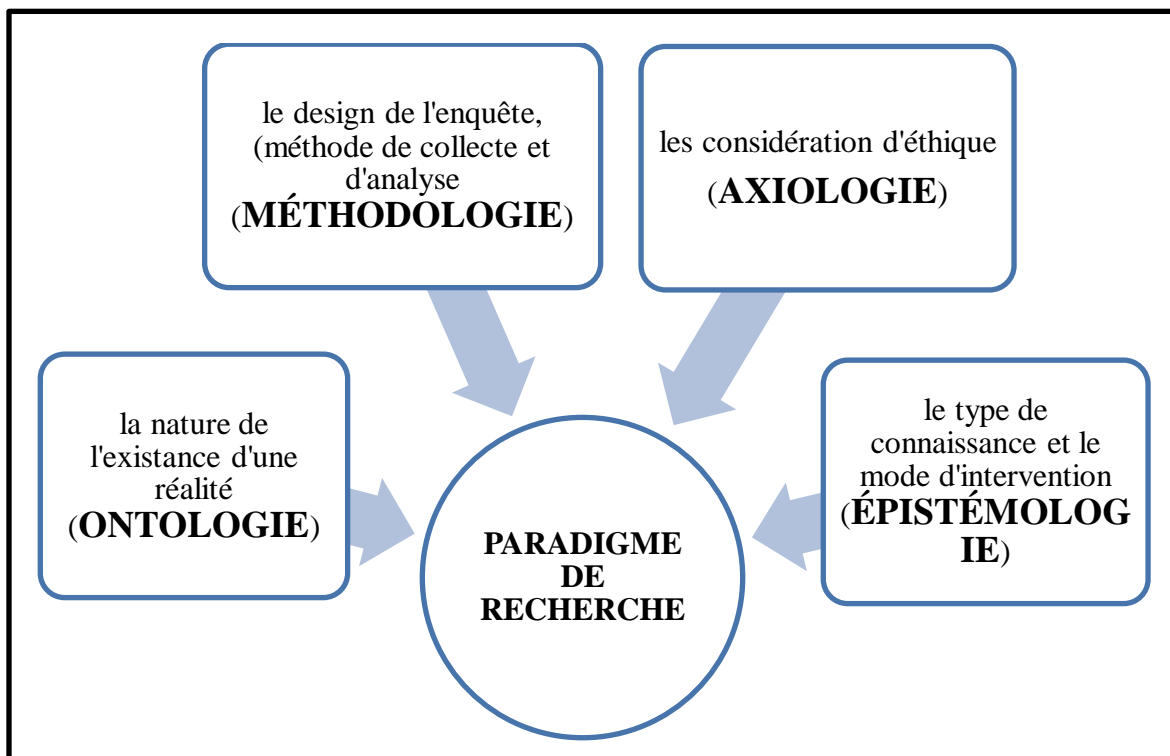 le design de l'enquête,
(méthode de collecte et
d'analyse
(MÉTHODOLOGIE)
les considération d'éthique
(AXIOLOGIE)
la nature de
l'existance d'une
réalité
(ONTOLOGIE)
le type de
connaissance et le
mode d'intervention
(ÉPISTÉMOLOG
IE)
PARADIGME
DE
RECHERCHE